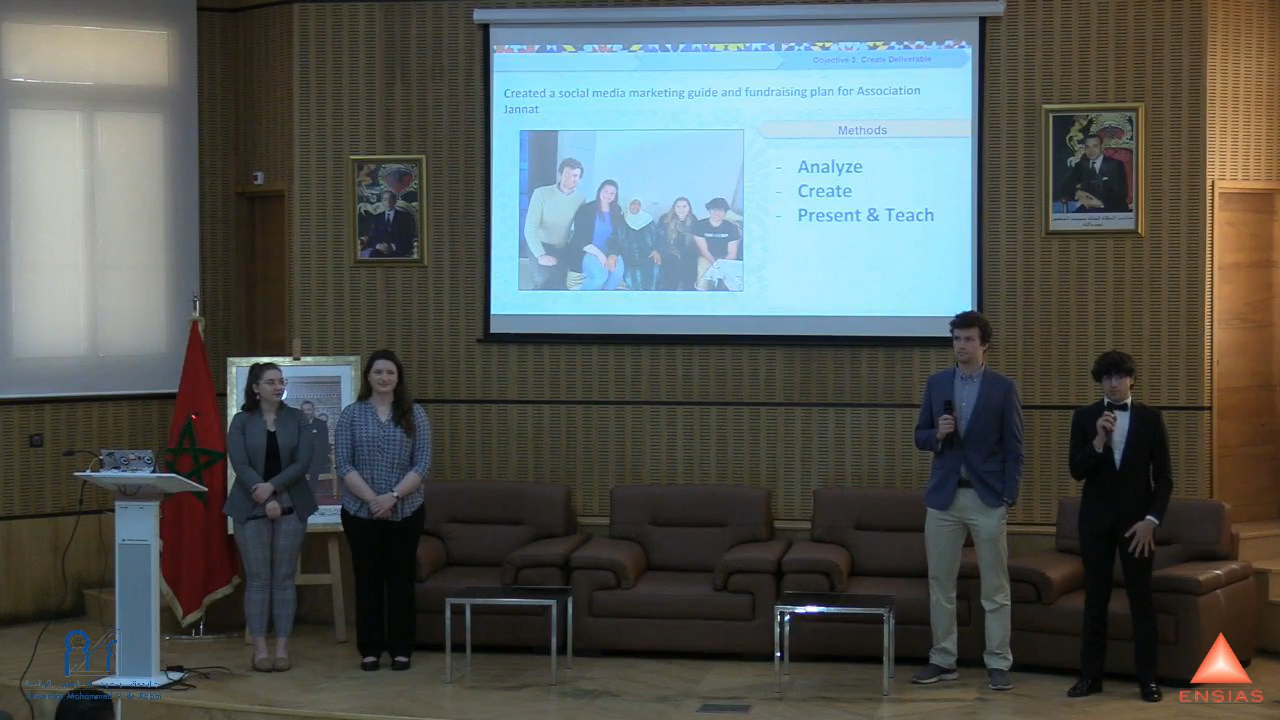 Objective 3: Create Deliverable
Created a social media marketing guide and fundraising plan for Association
Jannat
Methods
- Analyze
- Create
- Present & Teach
ENSIAS